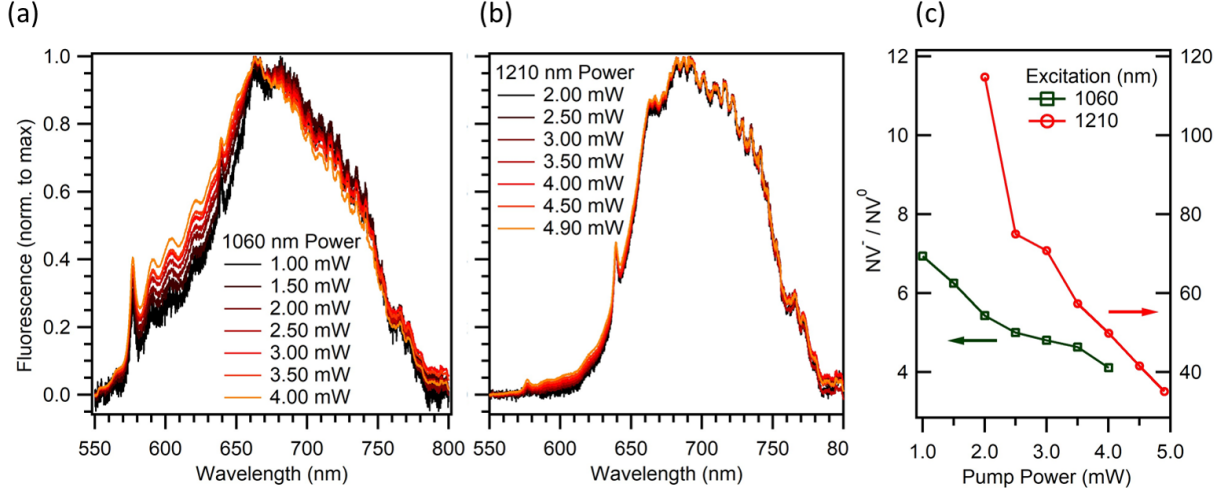 (a)
Fluorescence (norm. to max)
1.0
0.8
0.6
0.4
0.2
0.0
1060 nm Power
1.00 mW
1.50 mW
2.00 mW
2.50 mW
3.00 mW
3.50 mW
4.00 mW
550
600
650
700
750
800
Wavelength (nm)
(b)
1210 nm Power
2.00 mW
2.50 mW
3.00 mW
3.50 mW
4.00 mW
4.50 mW
4.90 mW
550
600
650
700
750
80
Wavelength (nm)
(c)
NV⁻ / NV⁰
12
10
8
6
4
Excitation (nm)
1060
1210
120
100
80
60
40
1.0
2.0
3.0
4.0
5.0
Pump Power (mW)